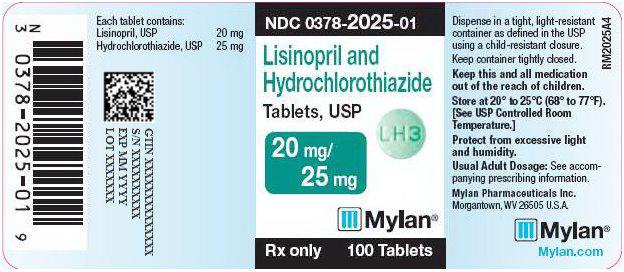 N
3 0378-2025-01 9
Each tablet contains:
Lisinopril, USP 20 mg
Hydrochlorothiazide, USP 25 mg
GTIN XXXXXXXXXXXXXX
S/N XXXXXXXXXXXX
EXP MM YYYY
LOT XXXXXXX
NDC 0378-2025-01
Lisinopril and
Hydrochlorothiazide
Tablets, USP
LH3
20 mg/
25 mg
Mylan®
Rx only 100 Tablets
Dispense in a tight, light-resistant
container as defined in the USP
using a child-resistant closure.
Keep container tightly closed.
Keep this and all medication
out of the reach of children.
Store at 20° to 25°C (68° to 77°F).
[See USP Controlled Room
Temperature.]
Protect from excessive light
and humidity.
Usual Adult Dosage: See accom-
panying prescribing information.
Mylan Pharmaceuticals Inc.
Morgantown, WV 26505 U.S.A.
Mylan®
Mylan.com
RM2025A4